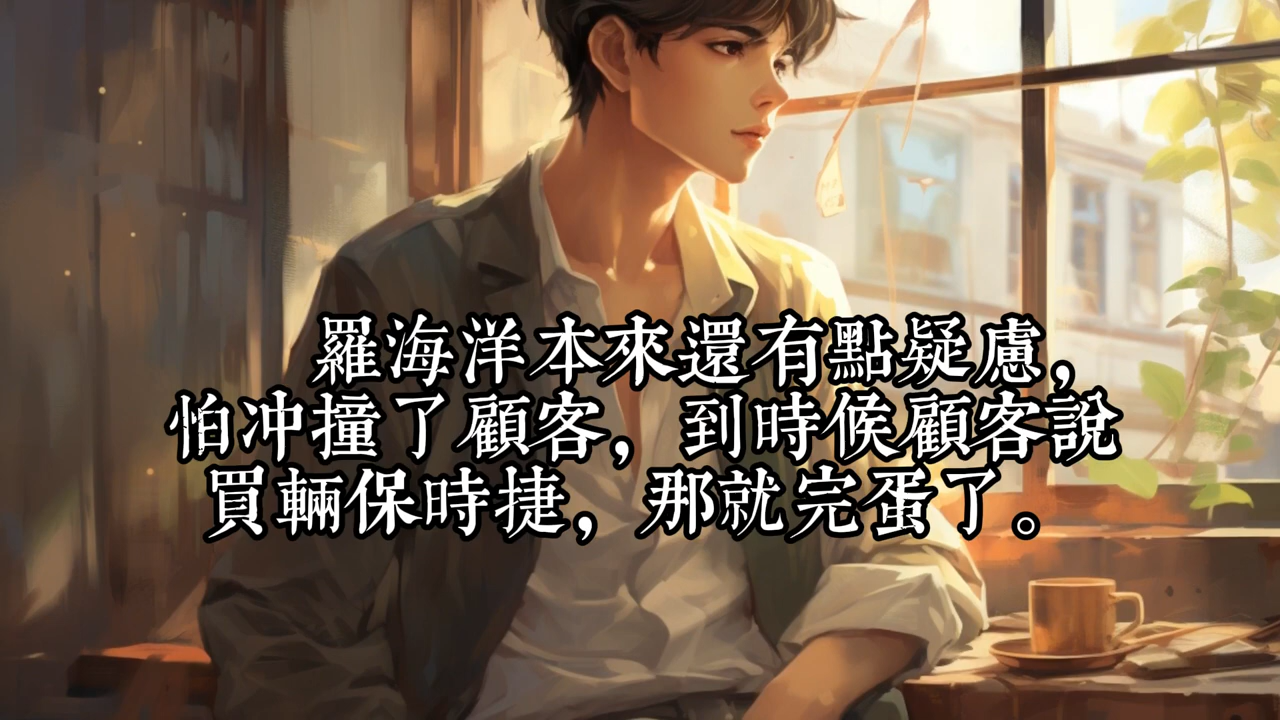 羅海洋本來還有點疑慮，
怕冲撞了顧客，到時候顧客說
買輛保時捷，那就完蛋了。